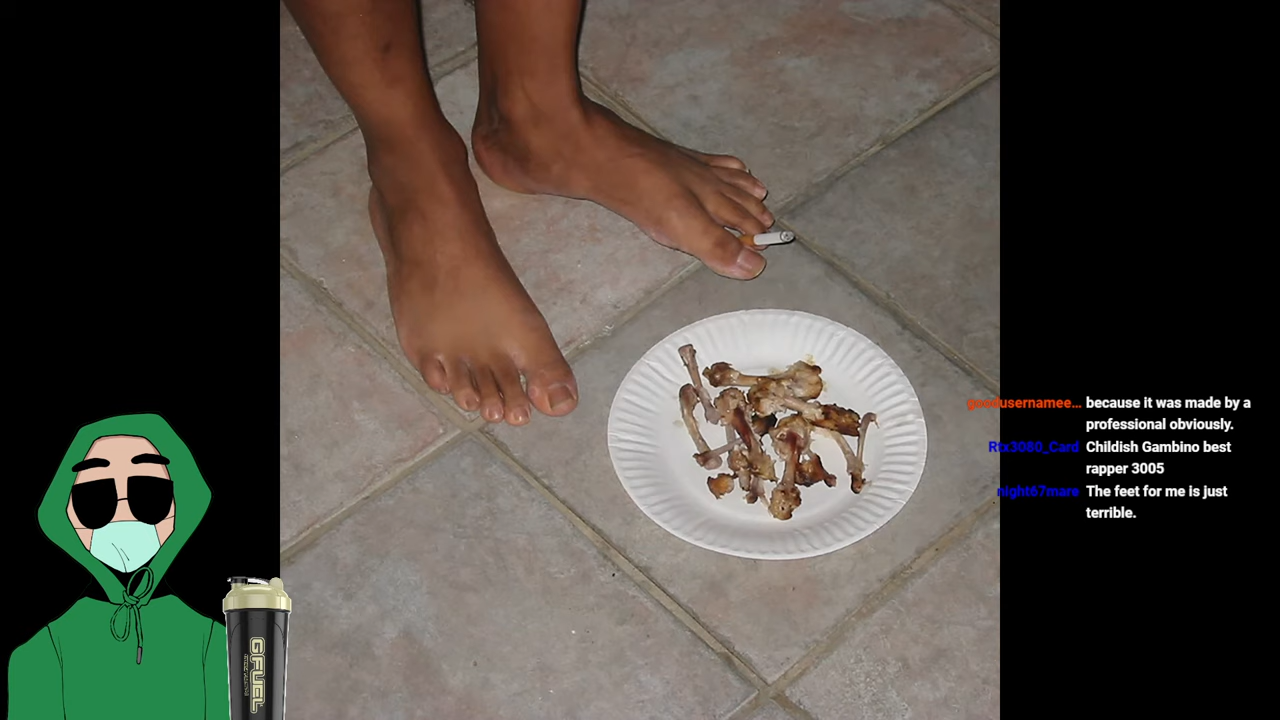 goodusernamee... because it was made by a
professional obviously.
Rtx3080_Card Childish Gambino best
rapper 3005
night67mare The feet for me is just
terrible.
GFUEL